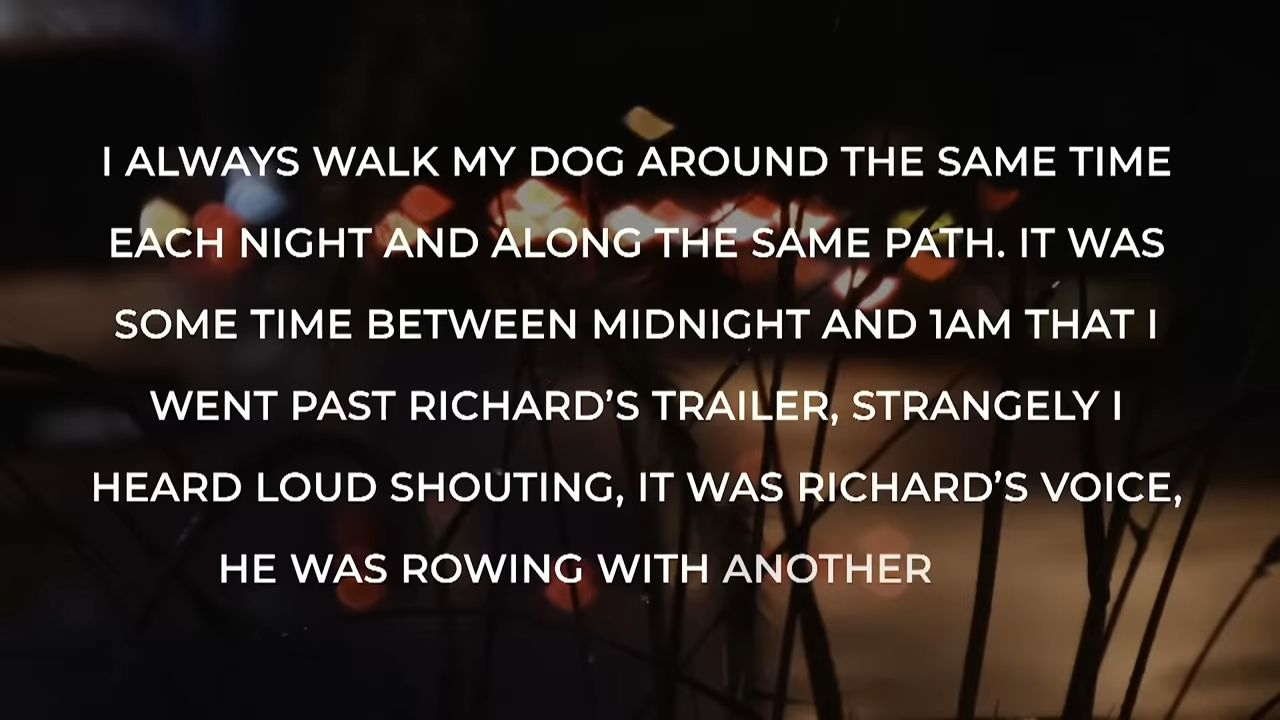 I ALWAYS WALK MY DOG AROUND THE SAME TIME
EACH NIGHT AND ALONG THE SAME PATH. IT WAS
SOME TIME BETWEEN MIDNIGHT AND 1AM THAT I
WENT PAST RICHARD’S TRAILER, STRANGELY I
HEARD LOUD SHOUTING, IT WAS RICHARD’S VOICE,
HE WAS ROWING WITH ANOTHER